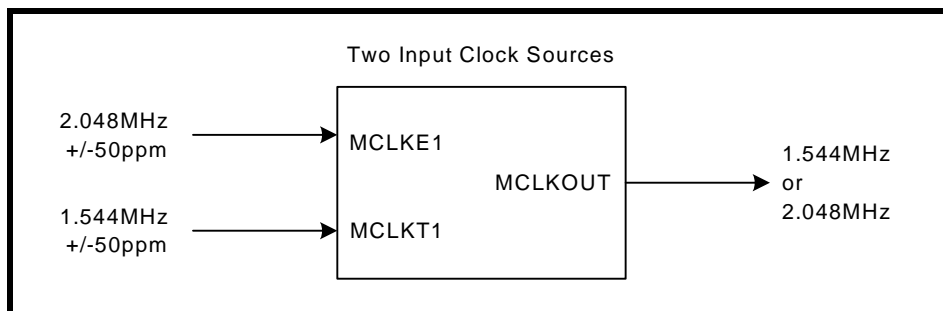 Two Input Clock Sources
2.048MHz
+/-50ppm
MCLKE1
1.544MHz
+/-50ppm
MCLKT1
MCLKOUT
1.544MHz
or
2.048MHz